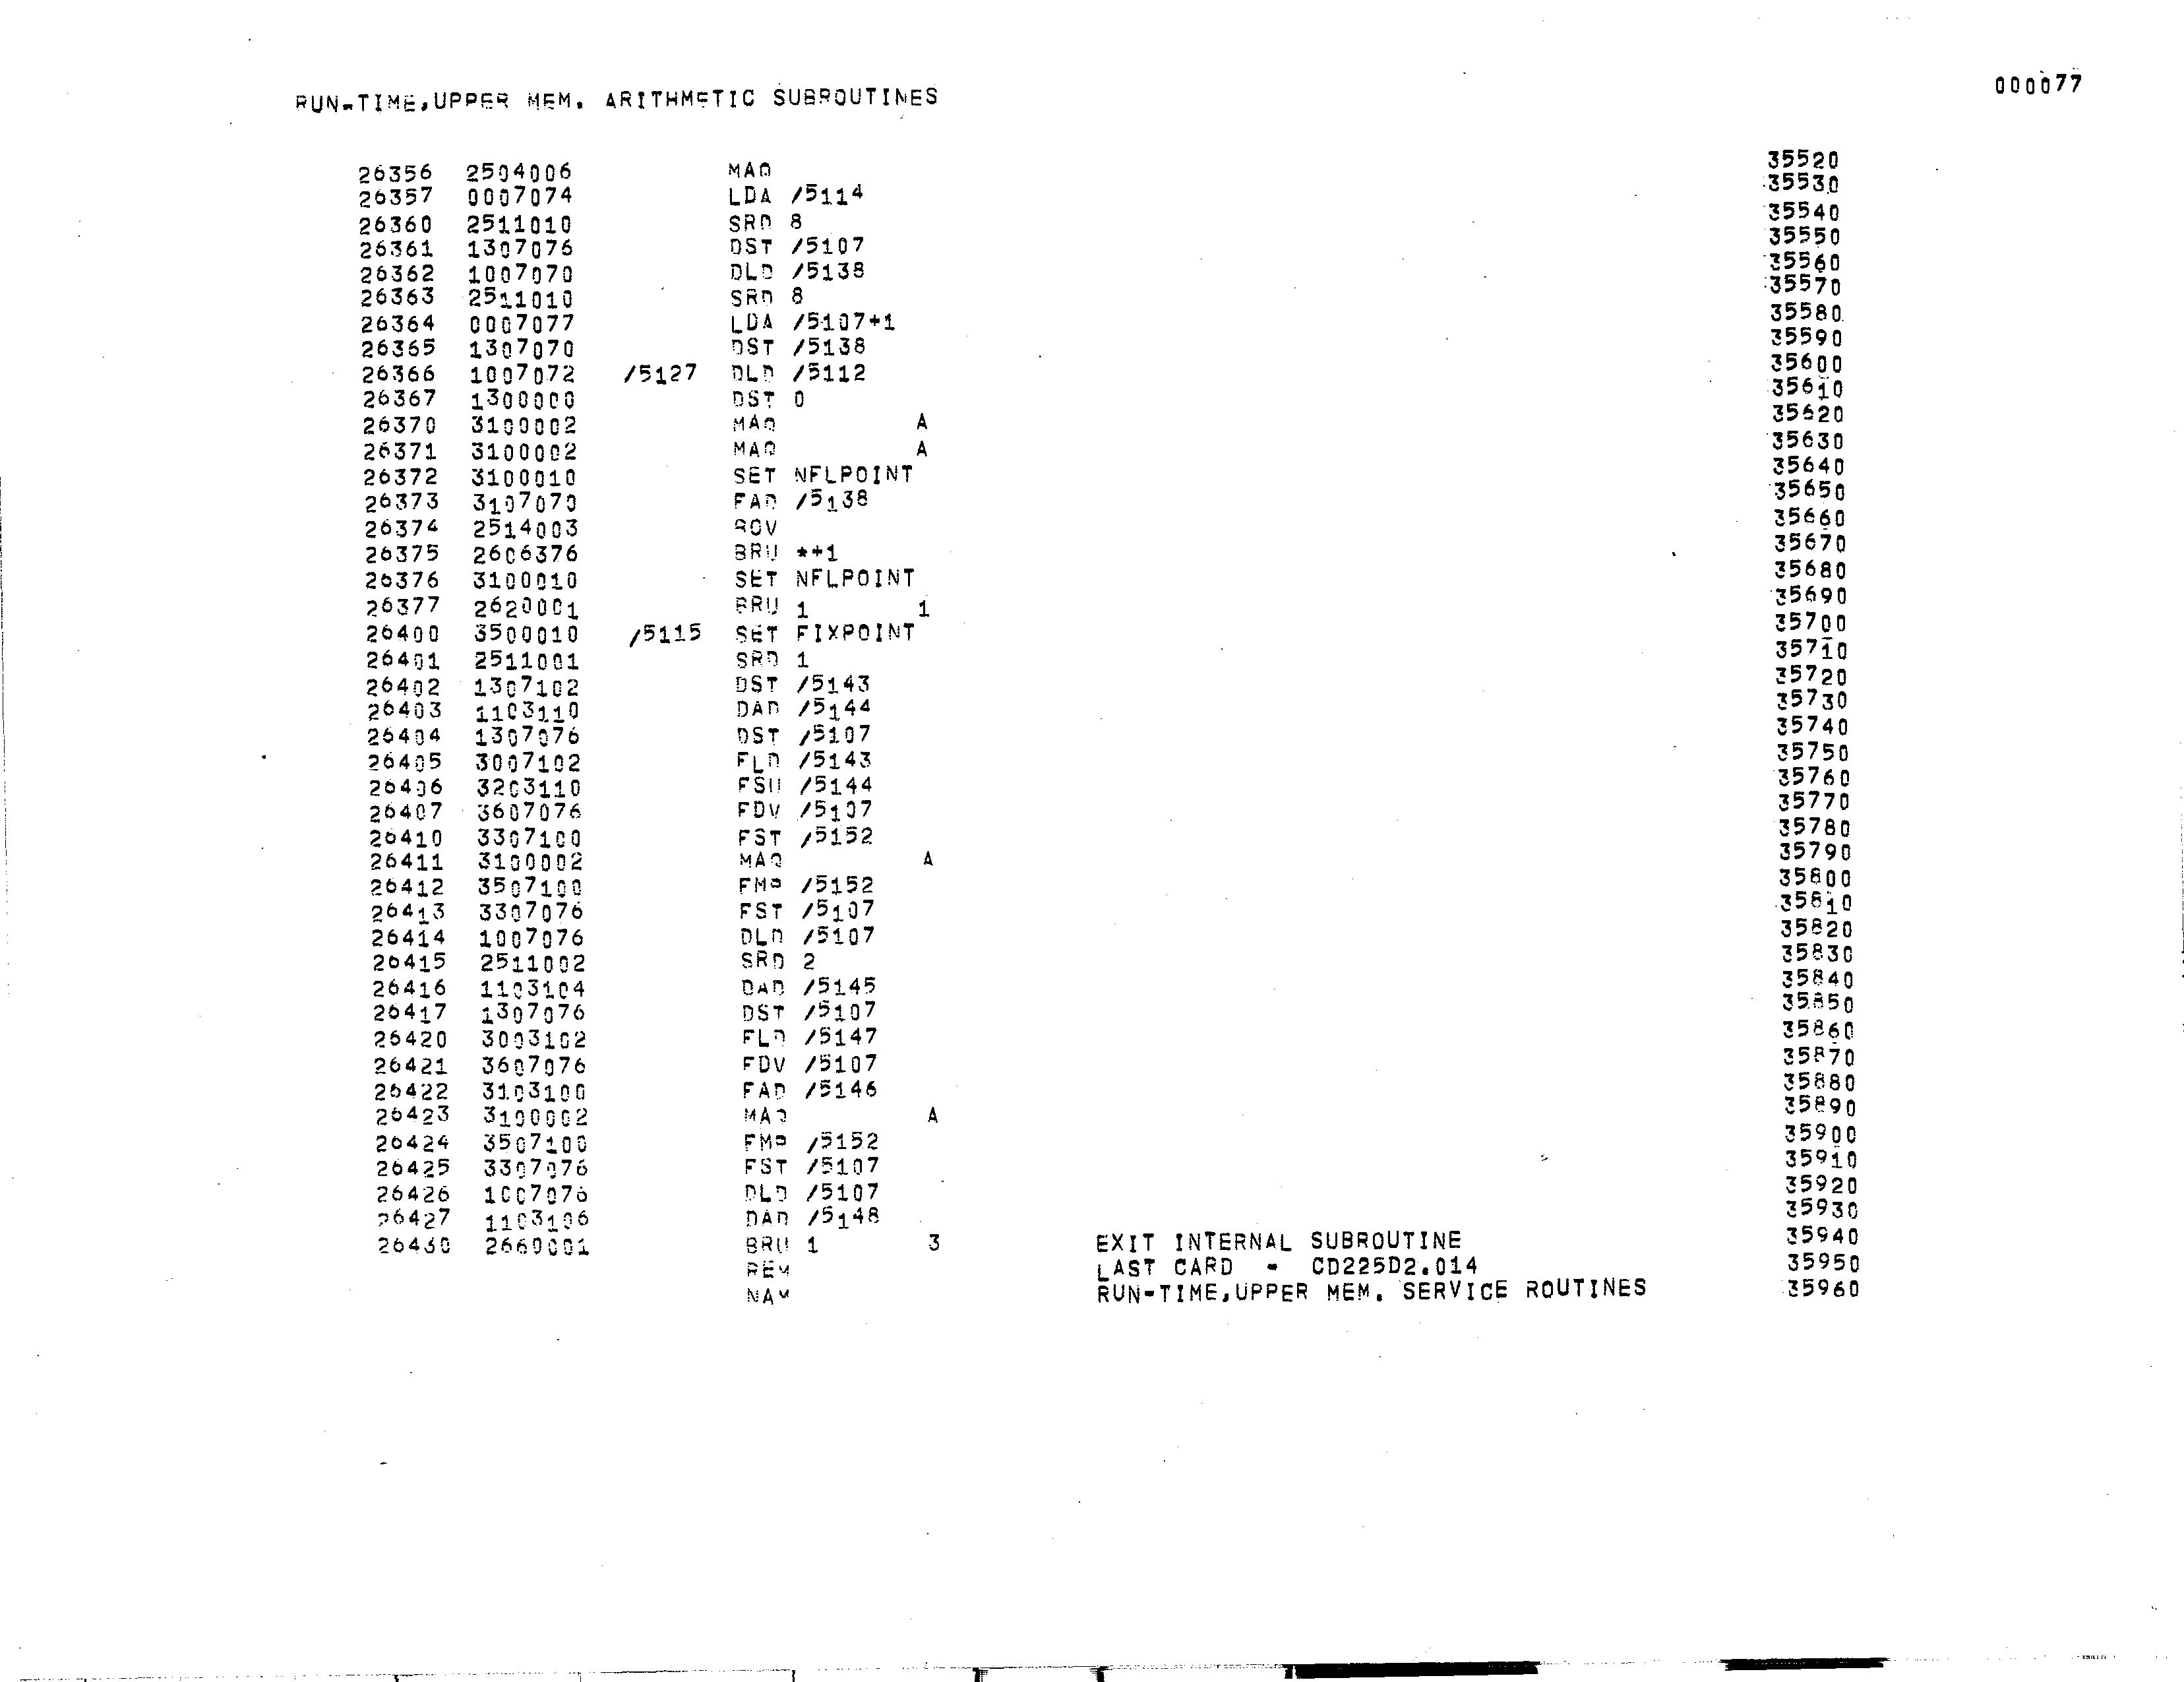 000077
RUN-TIME,UPPER MEM. ARITHMETIC SUBROUTINES
26356 2504006 MAQ 35520
26357 0007074 LDA /5114 35530
26360 2511010 SRD 8 35540
26361 1307076 DST /5107 35550
26362 1007070 DLD /5138 35560
26363 2511010 SRD 8 35570
26364 0007077 LDA /5107+1 35580
26365 1307070 DST /5138 35590
26366 1007072 /5127 DLD /5112 35600
26367 1300000 DST 0 35610
26370 3100002 MAQ A 35620
26371 3100002 MAQ A 35630
26372 3100010 SET NFLPOINT 35640
26373 3107070 FAD /5138 35650
26374 2514003 BOV 35660
26375 2606376 BRU *+1 35670
26376 3100010 SET NFLPOINT 35680
26377 2620001 BRU 1 1 35690
26400 3500010 /5115 SET FIXPOINT 35700
26401 2511001 SRD 1 35710
26402 1307102 DST /5143 35720
26403 1103110 DAD /5144 35730
26404 1307076 DST /5107 35740
26405 3007102 FLD /5143 35750
26406 3203110 FSU /5144 35760
26407 3607076 FDV /5107 35770
26410 3307100 FST /5152 35780
26411 3100002 MAQ A 35790
26412 3507100 FMP /5152 35800
26413 3307076 FST /5107 35810
26414 1007076 DLD /5107 35820
26415 2511002 SRD 2 35830
26416 1103104 DAD /5145 35840
26417 1307076 DST /5107 35850
26420 3003102 FLD /5147 35860
26421 3607076 FDV /5107 35870
26422 3103100 FAD /5146 35880
26423 3100002 MAQ A 35890
26424 3507100 FMP /5152 35900
26425 3307076 FST /5107 35910
26426 1007076 DLD /5107 35920
26427 1103106 DAD /5148 35930
26430 2660001 BRU 1 3 EXIT INTERNAL SUBROUTINE 35940
REM LAST CARD - CD225D2.014 35950
NAM RUN-TIME,UPPER MEM. SERVICE ROUTINES 35960